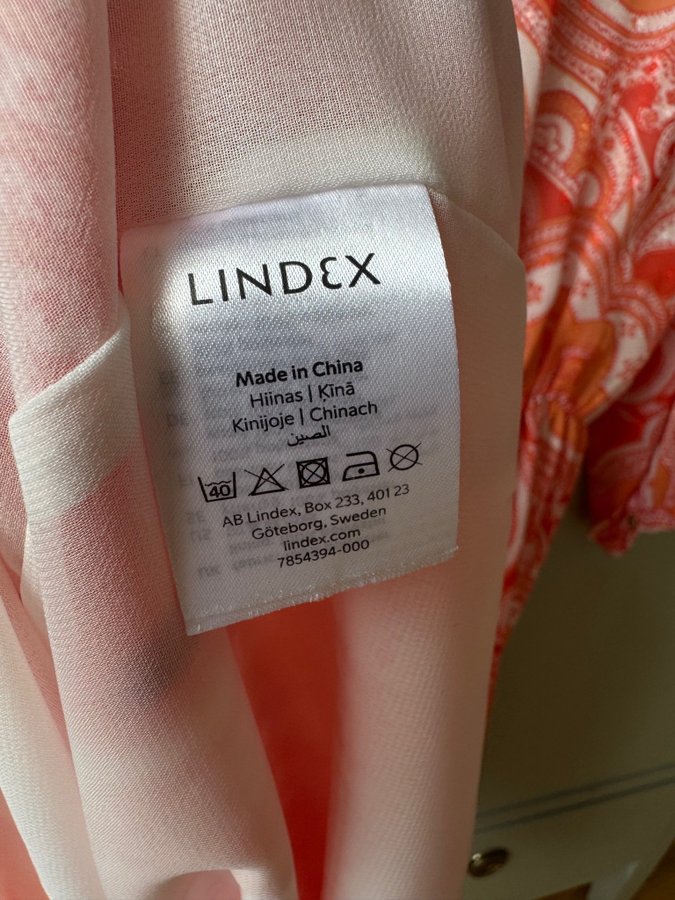 LINDEX
Made in China
Hiinas | Ķīnā
Kinijoje | Chinach
الصين
40
AB Lindex, Box 233, 401 23
Göteborg, Sweden
lindex.com
7854394-000